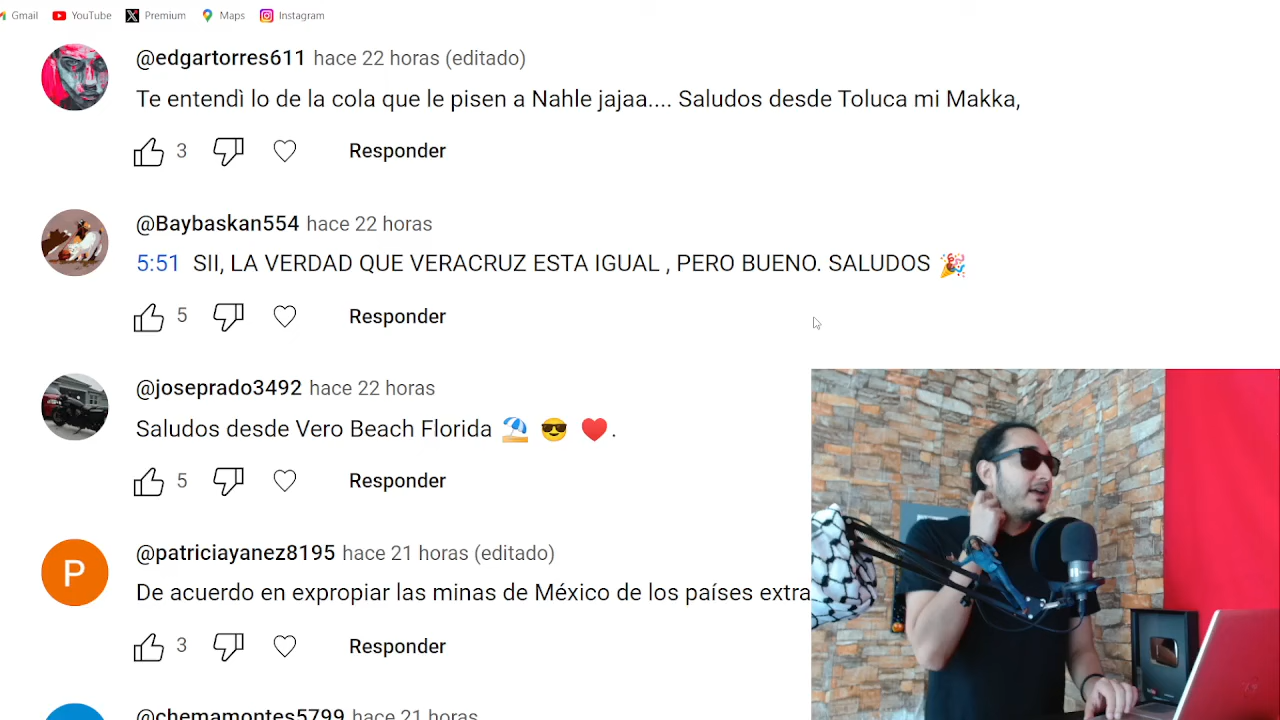 Gmail YouTube Premium Maps Instagram
@edgartorres611 hace 22 horas (editado)
Te entendì lo de la cola que le pisen a Nahle jajaa.... Saludos desde Toluca mi Makka,
3 Responder
@Baybaskan554 hace 22 horas
5:51 SII, LA VERDAD QUE VERACRUZ ESTA IGUAL , PERO BUENO. SALUDOS 🎉
5 Responder
@joseprado3492 hace 22 horas
Saludos desde Vero Beach Florida ⛱️ 😎 ♥️ .
5 Responder
P
@patriciayanez8195 hace 21 horas (editado)
De acuerdo en expropiar las minas de México de los países extra
3 Responder
@chemamontes5799 hace 21 horas